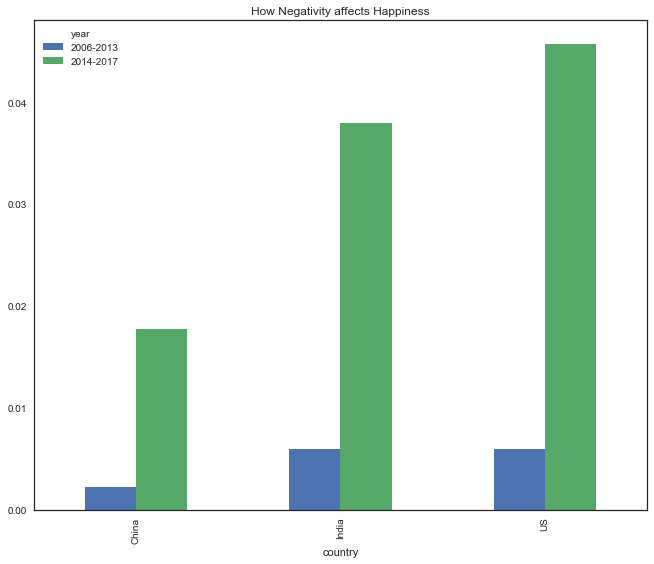 How Negativity affects Happiness
year
2006-2013
2014-2017
0.04
0.03
0.02
0.01
0.00
China
India
US
country